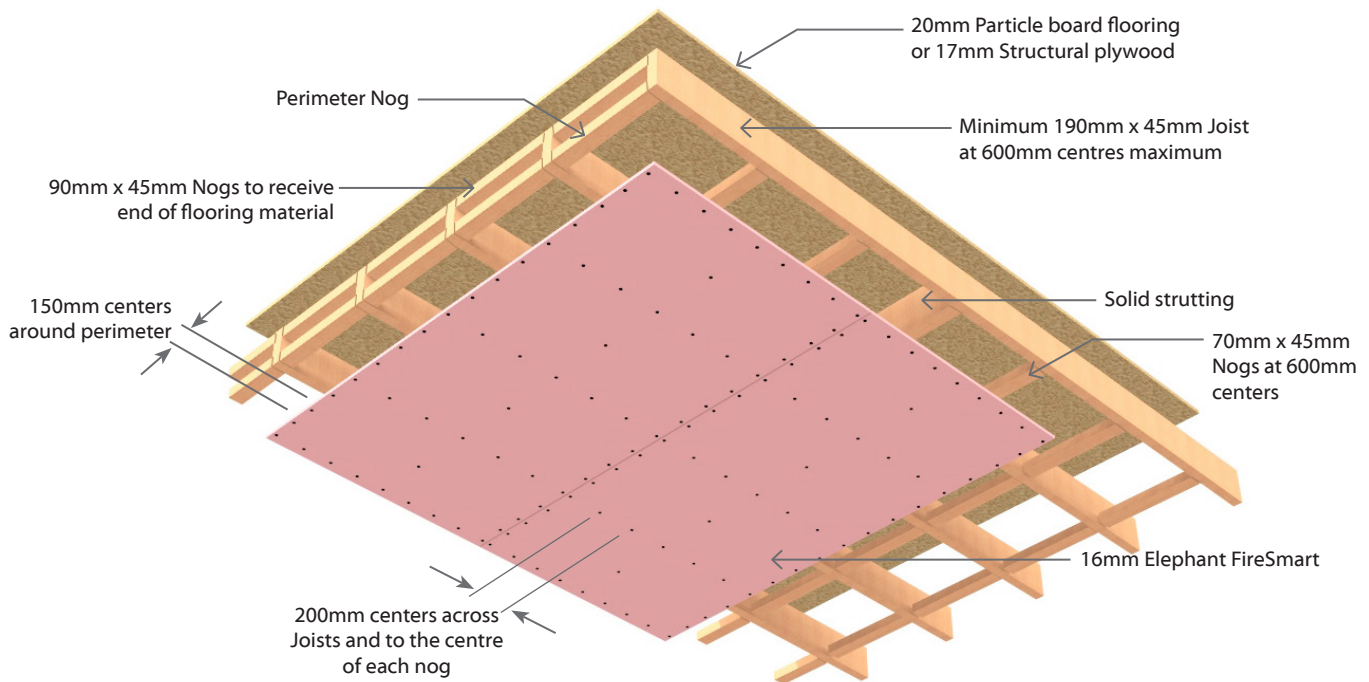 20mm Particle board flooring
or 17mm Structural plywood
Perimeter Nog
Minimum 190mm x 45mm Joist
at 600mm centres maximum
90mm x 45mm Nogs to receive
end of flooring material
150mm centers
around perimeter
Solid strutting
70mm x 45mm
Nogs at 600mm
centers
16mm Elephant FireSmart
200mm centers across
Joists and to the centre
of each nog